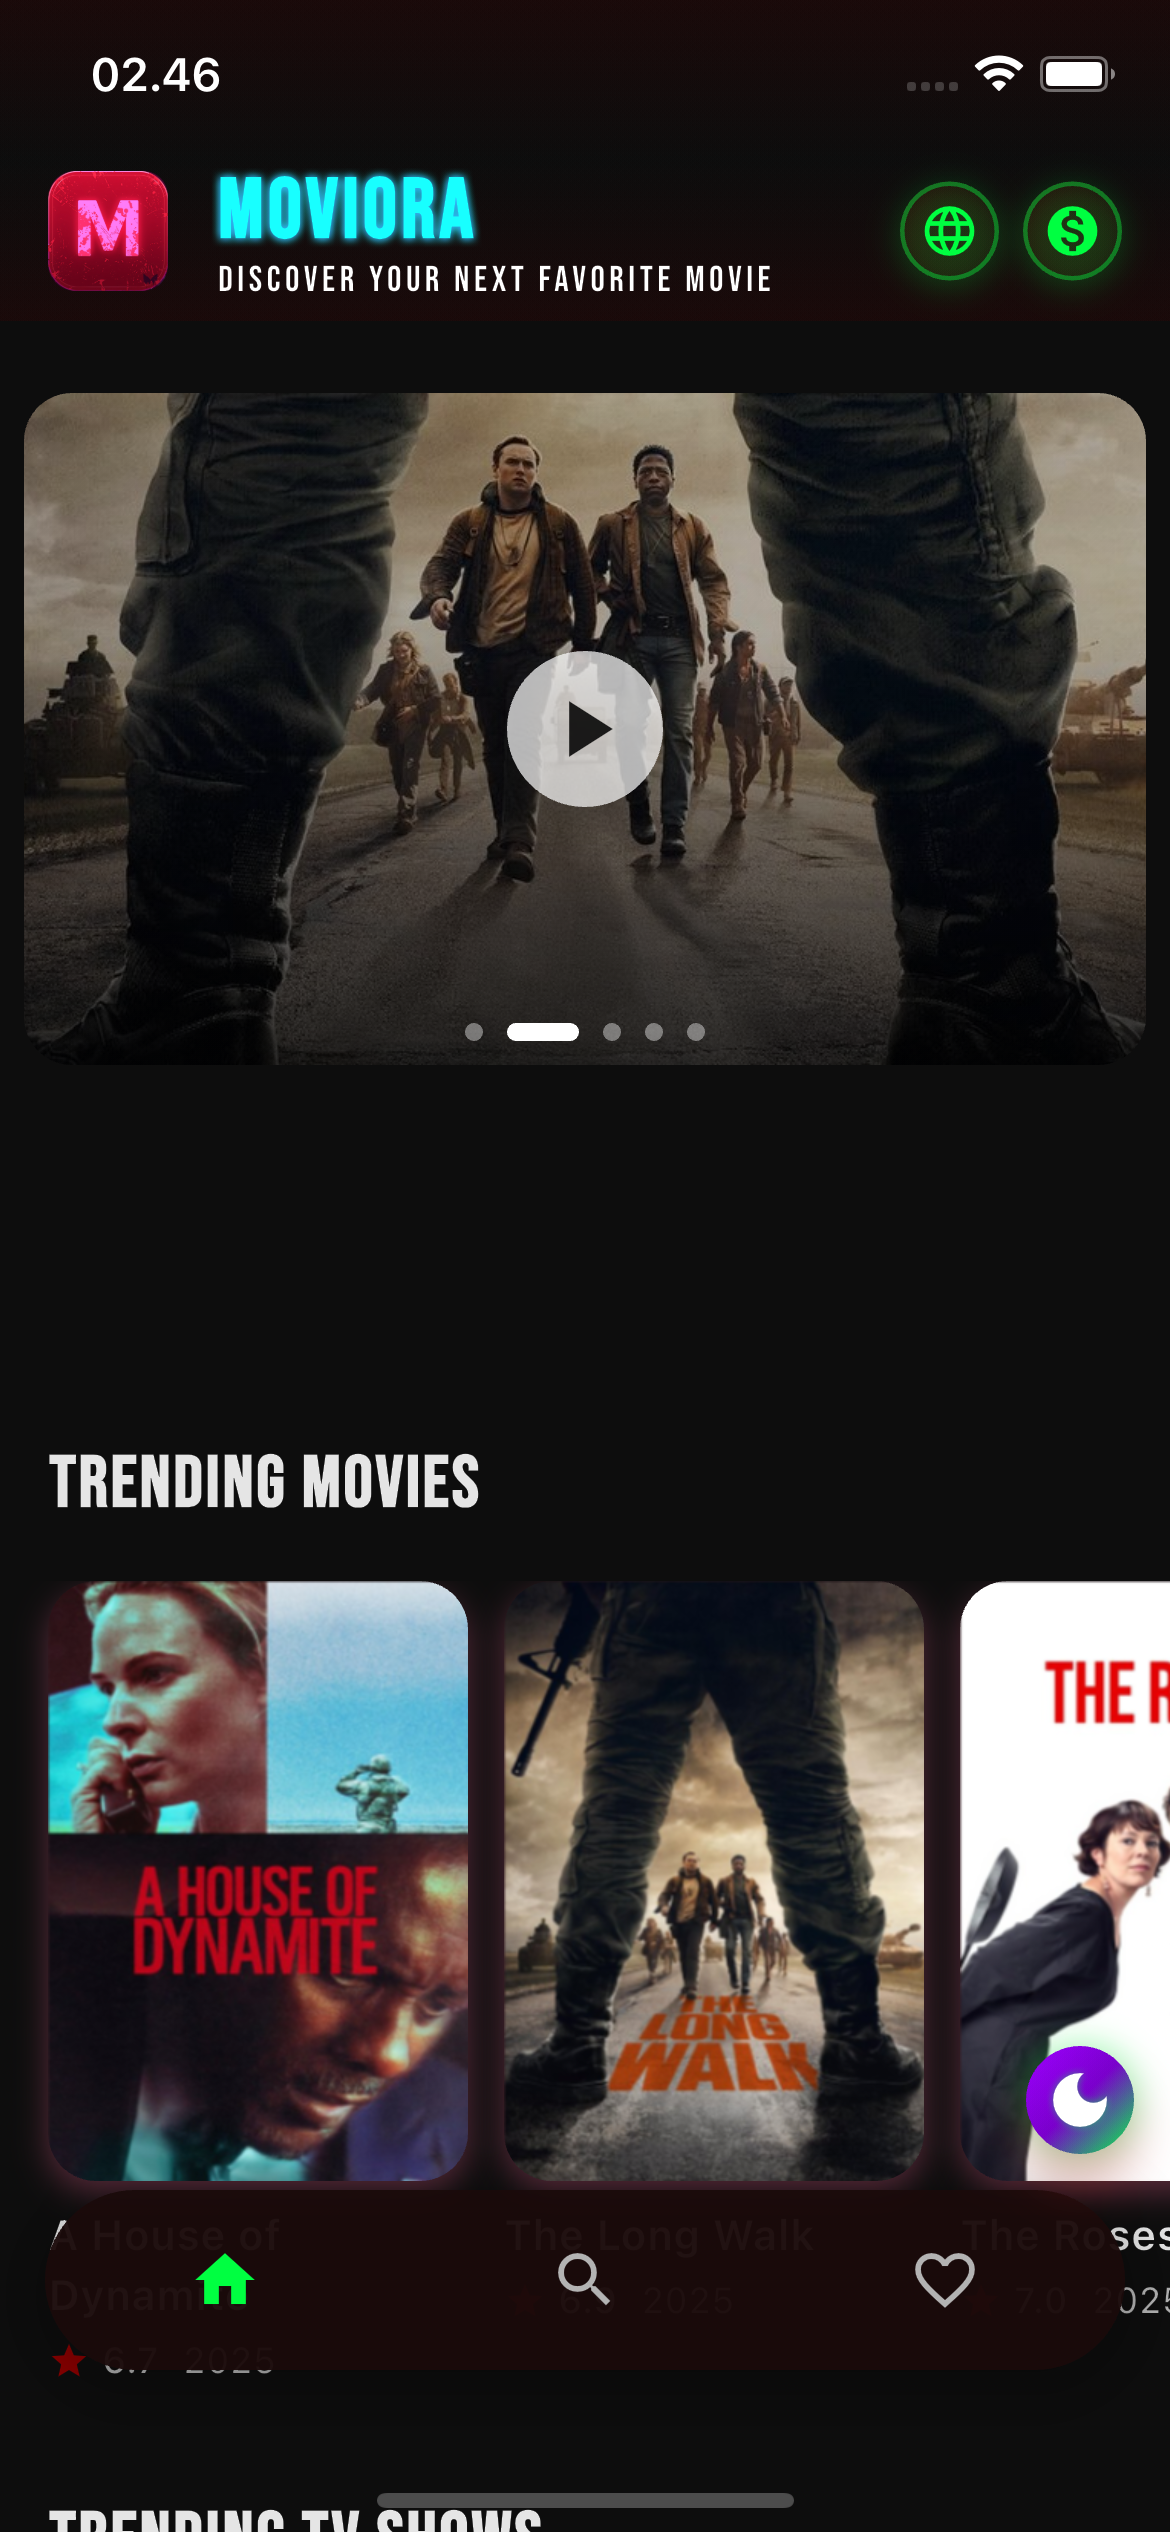 02.46
M
MOVIORA
DISCOVER YOUR NEXT FAVORITE MOVIE
TRENDING MOVIES
A HOUSE OF
DYNAMITE
THE
LONG
WALK
THE R
A House of
Dynami
6.7 2025
The Long Walk
6.9 2025
The Roses
7.0 2025
TRENDING TV SHOWS